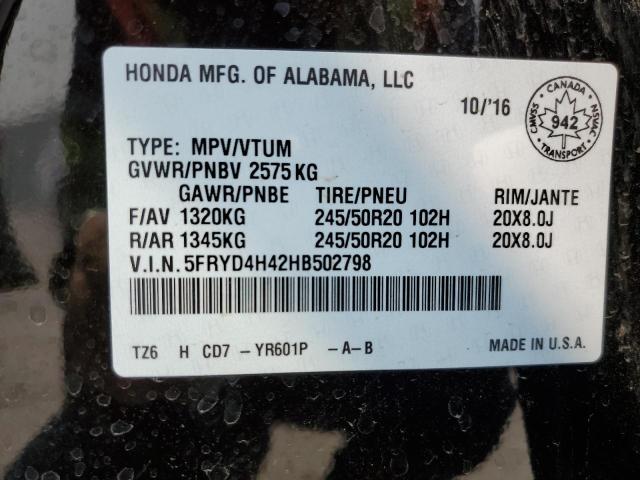 HONDA MFG. OF ALABAMA, LLC
10/'16
CANADA
CMVSS 942 NSVAC
TRANSPORT
TYPE: MPV/VTUM
GVWR/PNBV 2575KG
GAWR/PNBE TIRE/PNEU RIM/JANTE
F/AV 1320KG 245/50R20 102H 20X8.0J
R/AR 1345KG 245/50R20 102H 20X8.0J
V.I.N. 5FRYD4H42HB502798
TZ6 H CD7 - YR601P - A - B MADE IN U.S.A.